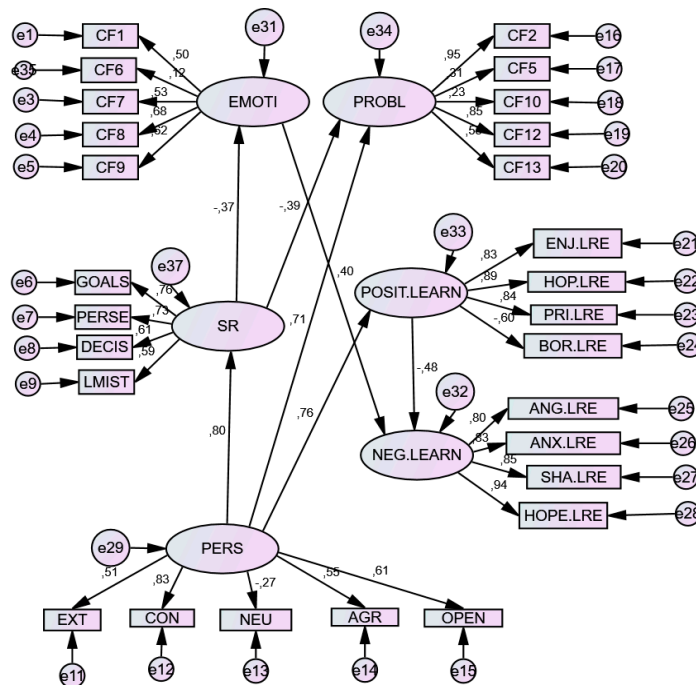 e31
e34
e1
CF1
CF2
e16
,50
,95
e35
CF6
CF5
e17
,12
,31
EMOTI
PROBL
e3
CF7
,53
,23
CF10
e18
e4
CF8
,68
,85
CF12
e19
e5
CF9
CF13
e20
-,37
-,39
e33
ENJ.LRE
e21
,83
e37
,40
e6
GOALS
,76
POSIT.LEARN
,89
HOP.LRE
e22
e7
PERSE
,73
SR
,84
PRI.LRE
e23
e8
DECIS
,61
,71
-,60
BOR.LRE
e24
e9
LMIST
,59
-,48
e32
ANG.LRE
e25
,80
,80
,76
NEG.LEARN
,83
ANX.LRE
e26
,85
SHA.LRE
e27
,94
HOPE.LRE
e28
e29
PERS
,51
,83
-,27
,55
,61
EXT
CON
NEU
AGR
OPEN
e11
e12
e13
e14
e15